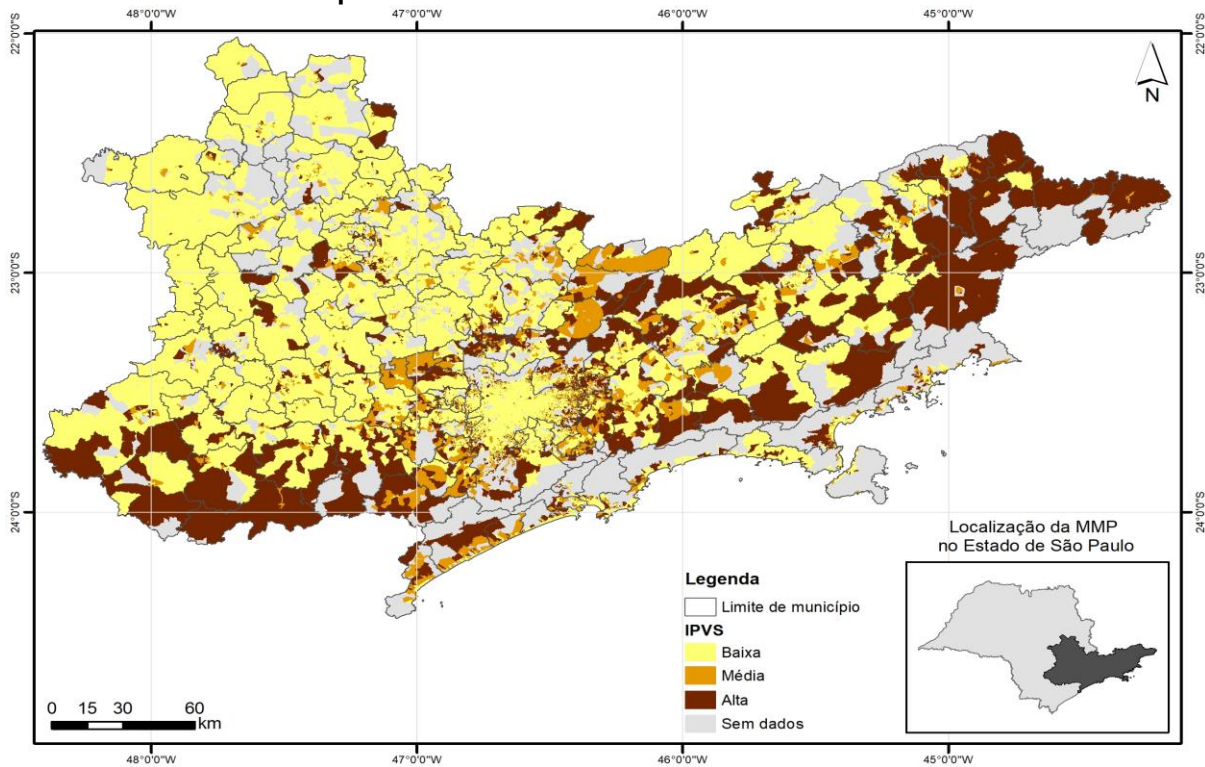 48°0'0"W 47°0'0"W 46°0'0"W 45°0'0"W
22°0'0"S 22°0'0"S
N
23°0'0"S 23°0'0"S
24°0'0"S 24°0'0"S
Localização da MMP
no Estado de São Paulo
Legenda
Limite de município
IPVS
Baixa
Média
Alta
Sem dados
0 15 30 60
km
48°0'0"W 47°0'0"W 46°0'0"W 45°0'0"W